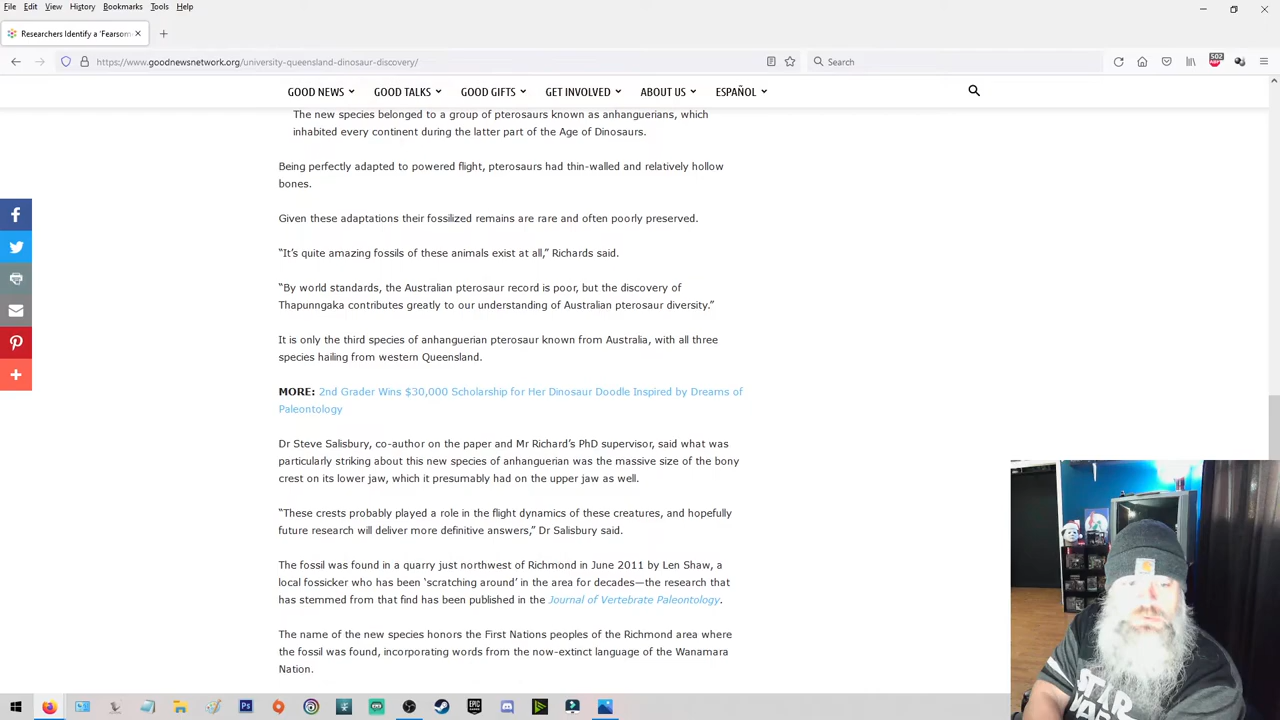 File Edit View History Bookmarks Tools Help
Researchers Identify a 'Fearsom
https://www.goodnewsnetwork.org/university-queensland-dinosaur-discovery/
Search
502
GOOD NEWS GOOD TALKS GOOD GIFTS GET INVOLVED ABOUT US ESPAÑOL
The new species belonged to a group of pterosaurs known as anhanguerians, which
inhabited every continent during the latter part of the Age of Dinosaurs.
Being perfectly adapted to powered flight, pterosaurs had thin-walled and relatively hollow
bones.
Given these adaptations their fossilized remains are rare and often poorly preserved.
“It’s quite amazing fossils of these animals exist at all,” Richards said.
“By world standards, the Australian pterosaur record is poor, but the discovery of
Thapunngaka contributes greatly to our understanding of Australian pterosaur diversity.”
It is only the third species of anhanguerian pterosaur known from Australia, with all three
species hailing from western Queensland.
MORE: 2nd Grader Wins $30,000 Scholarship for Her Dinosaur Doodle Inspired by Dreams of
Paleontology
Dr Steve Salisbury, co-author on the paper and Mr Richard’s PhD supervisor, said what was
particularly striking about this new species of anhanguerian was the massive size of the bony
crest on its lower jaw, which it presumably had on the upper jaw as well.
“These crests probably played a role in the flight dynamics of these creatures, and hopefully
future research will deliver more definitive answers,” Dr Salisbury said.
The fossil was found in a quarry just northwest of Richmond in June 2011 by Len Shaw, a
local fossicker who has been ‘scratching around’ in the area for decades—the research that
has stemmed from that find has been published in the Journal of Vertebrate Paleontology.
The name of the new species honors the First Nations peoples of the Richmond area where
the fossil was found, incorporating words from the now-extinct language of the Wanamara
Nation.